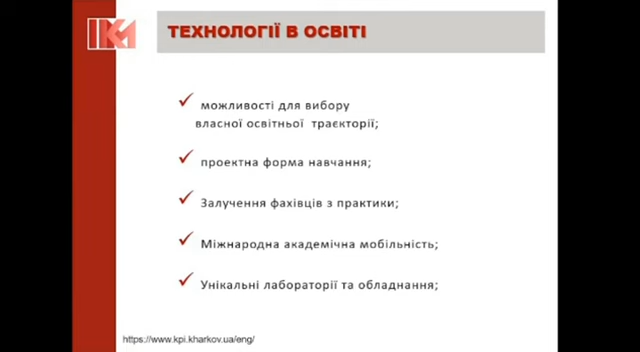 ТЕХНОЛОГІЇ В ОСВІТІ
можливості для вибору
власної освітньої траєкторії;
проектна форма навчання;
Залучення фахівців з практики;
Міжнародна академічна мобільність;
Унікальні лабораторії та обладнання;
https://www.kpi.kharkov.ua/eng/